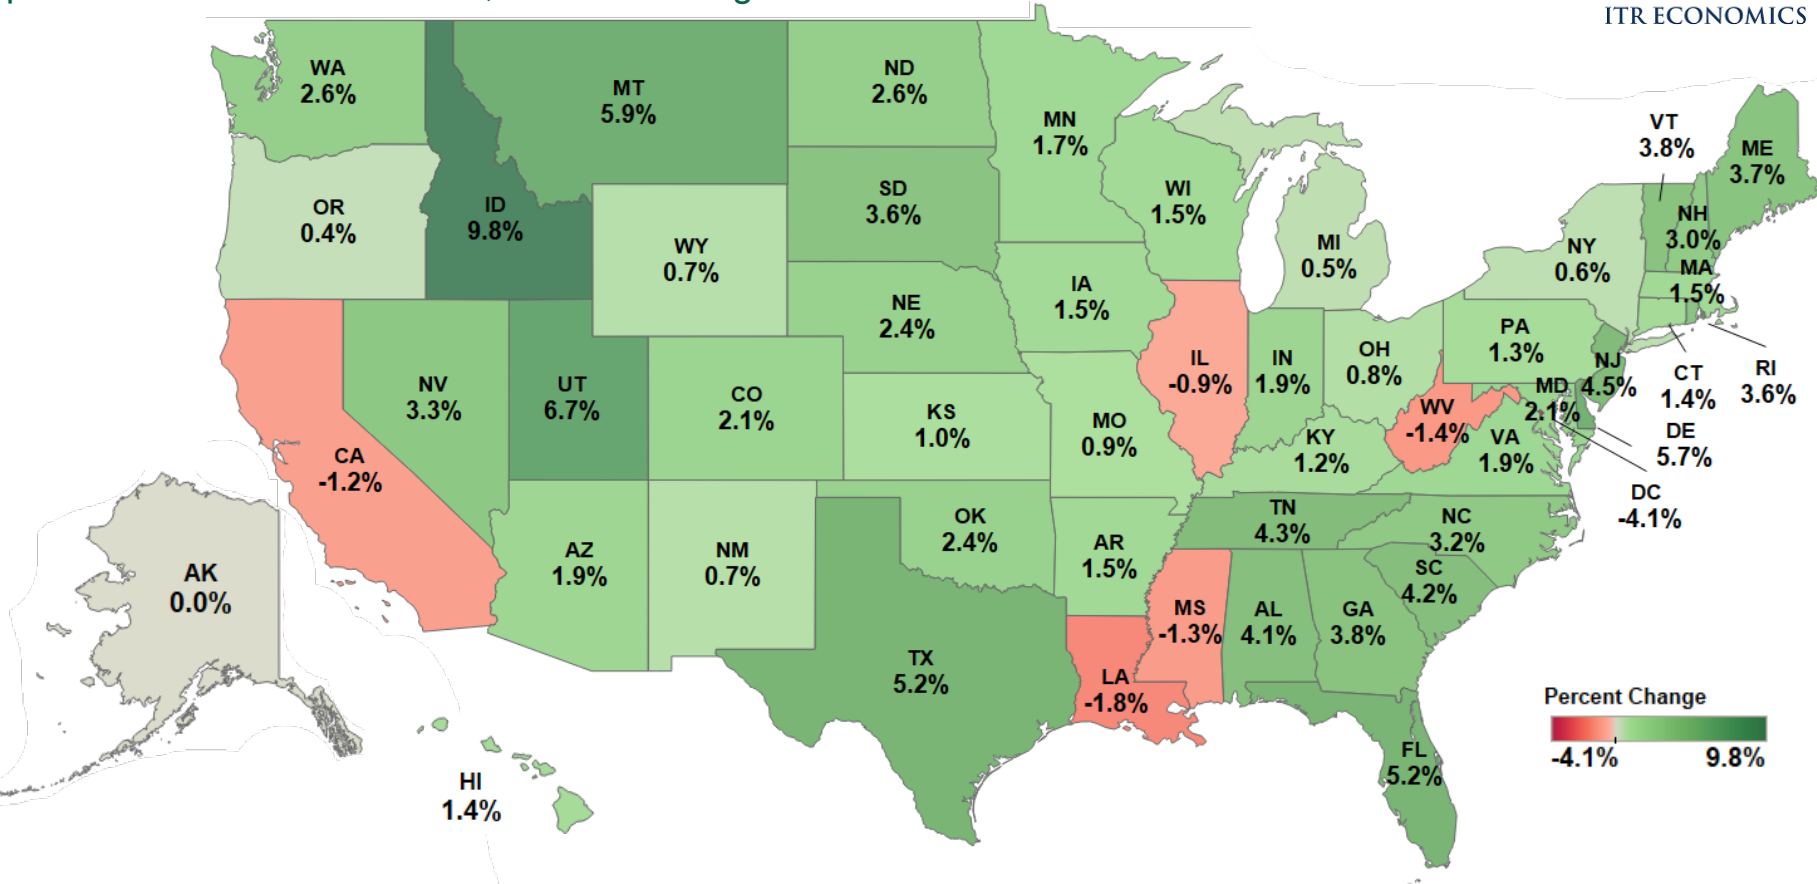 ITR ECONOMICS
WA
2.6%
MT
5.9%
ND
2.6%
MN
1.7%
VT
3.8%
ME
3.7%
OR
0.4%
ID
9.8%
WY
0.7%
SD
3.6%
WI
1.5%
MI
0.5%
NY
0.6%
NH
3.0%
MA
1.5%
NE
2.4%
IA
1.5%
PA
1.3%
NJ
4.5%
CT
1.4%
RI
3.6%
IL
-0.9%
IN
1.9%
OH
0.8%
MD
2.1%
DE
5.7%
DC
-4.1%
NV
3.3%
UT
6.7%
CO
2.1%
KS
1.0%
MO
0.9%
KY
1.2%
WV
-1.4%
VA
1.9%
CA
-1.2%
AZ
1.9%
NM
0.7%
OK
2.4%
AR
1.5%
TN
4.3%
NC
3.2%
SC
4.2%
AK
0.0%
TX
5.2%
LA
-1.8%
MS
-1.3%
AL
4.1%
GA
3.8%
FL
5.2%
HI
1.4%
Percent Change
-4.1%
9.8%